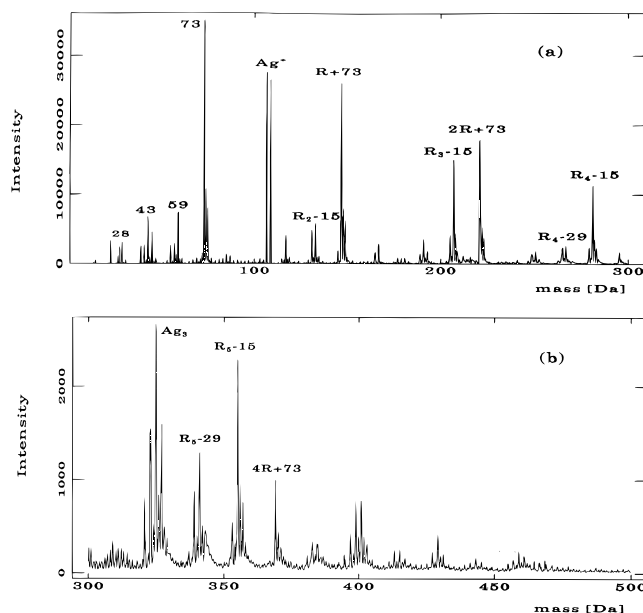 Intensity
0 10000 20000 30000
73
Ag+
R+73
(a)
2R+73
R3-15
R4-15
59
43
28
R2-15
R4-29
100 200 300
mass [Da]
Intensity
0 1000 2000
Ag3
R5-15
(b)
R5-29
4R+73
300 350 400 450 500
mass [Da]